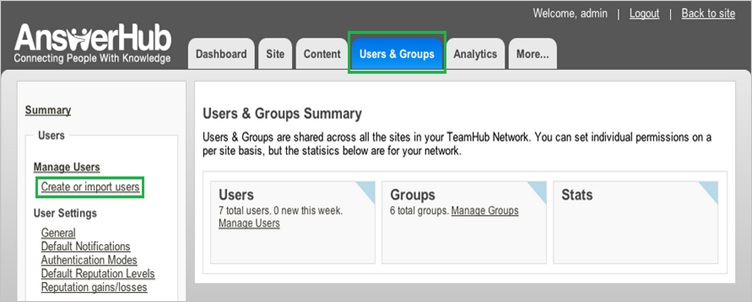 Welcome, admin | Logout | Back to site
AnswerHub
Connecting People With Knowledge
Dashboard
Site
Content
Users & Groups
Analytics
More...
Summary
Users
Manage Users
Create or import users
User Settings
General
Default Notifications
Authentication Modes
Default Reputation Levels
Reputation gains/losses
Users & Groups Summary
Users & Groups are shared across all the sites in your TeamHub Network. You can set individual permissions on a
per site basis, but the statisics below are for your network.
Users
7 total users. 0 new this week.
Manage Users
Groups
6 total groups. Manage Groups
Stats